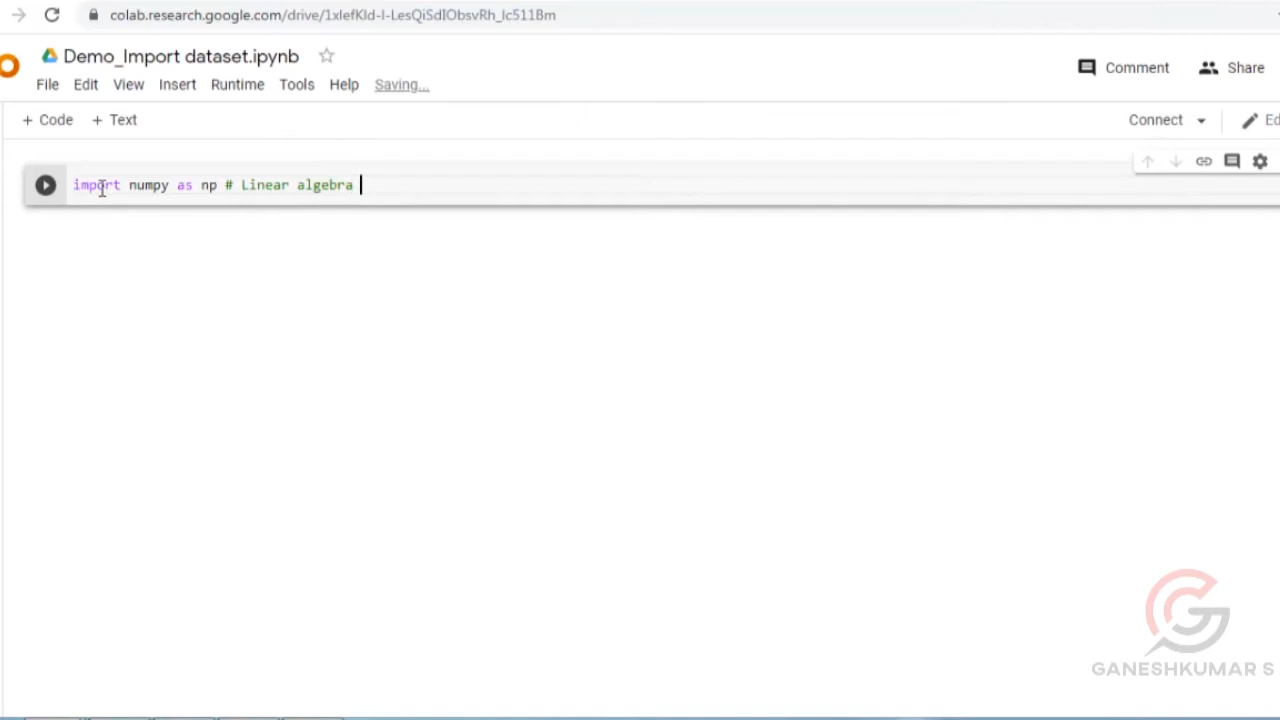 colab.research.google.com/drive/1xlefKld-l-LesQiSdIObsvRh_lc511Bm
Demo_Import dataset.ipynb
Comment Share
File Edit View Insert Runtime Tools Help Saving...
+ Code + Text
Connect
import numpy as np # Linear algebra
GANESHKUMAR S